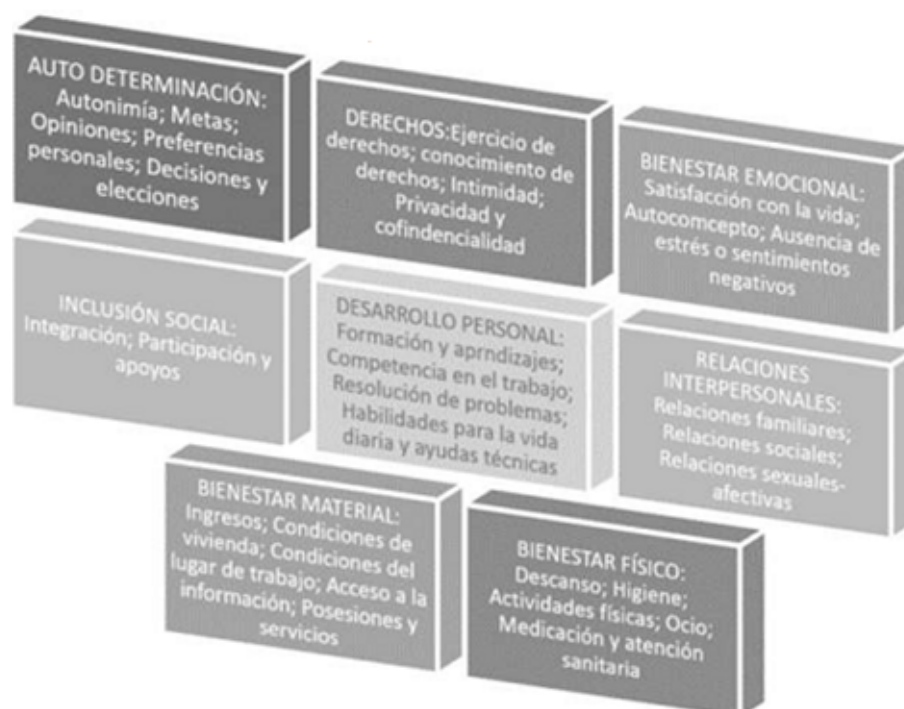 AUTO DETERMINACIÓN:
Autonimía; Metas;
Opiniones; Preferencias
personales; Decisiones y
elecciones
DERECHOS:Ejercicio de
derechos; conocimiento de
derechos; Intimidad;
Privacidad y
cofindencialidad
BIENESTAR EMOCIONAL:
Satisfacción con la vida;
Autocomcepto; Ausencia de
estrés o sentimientos
negativos
INCLUSIÓN SOCIAL:
Integración; Participación y
apoyos
DESARROLLO PERSONAL:
Formación y aprndizajes;
Competencia en el trabajo;
Resolución de problemas;
Habilidades para la vida
diaria y ayudas técnicas
RELACIONES
INTERPERSONALES:
Relaciones familiares;
Relaciones sociales;
Relaciones sexuales-
afectivas
BIENESTAR MATERIAL:
Ingresos; Condiciones de
vivienda; Condiciones del
lugar de trabajo; Acceso a la
información; Posesiones y
servicios
BIENESTAR FÍSICO:
Descanso; Higiene;
Actividades físicas; Ocio;
Medicación y atención
sanitaria